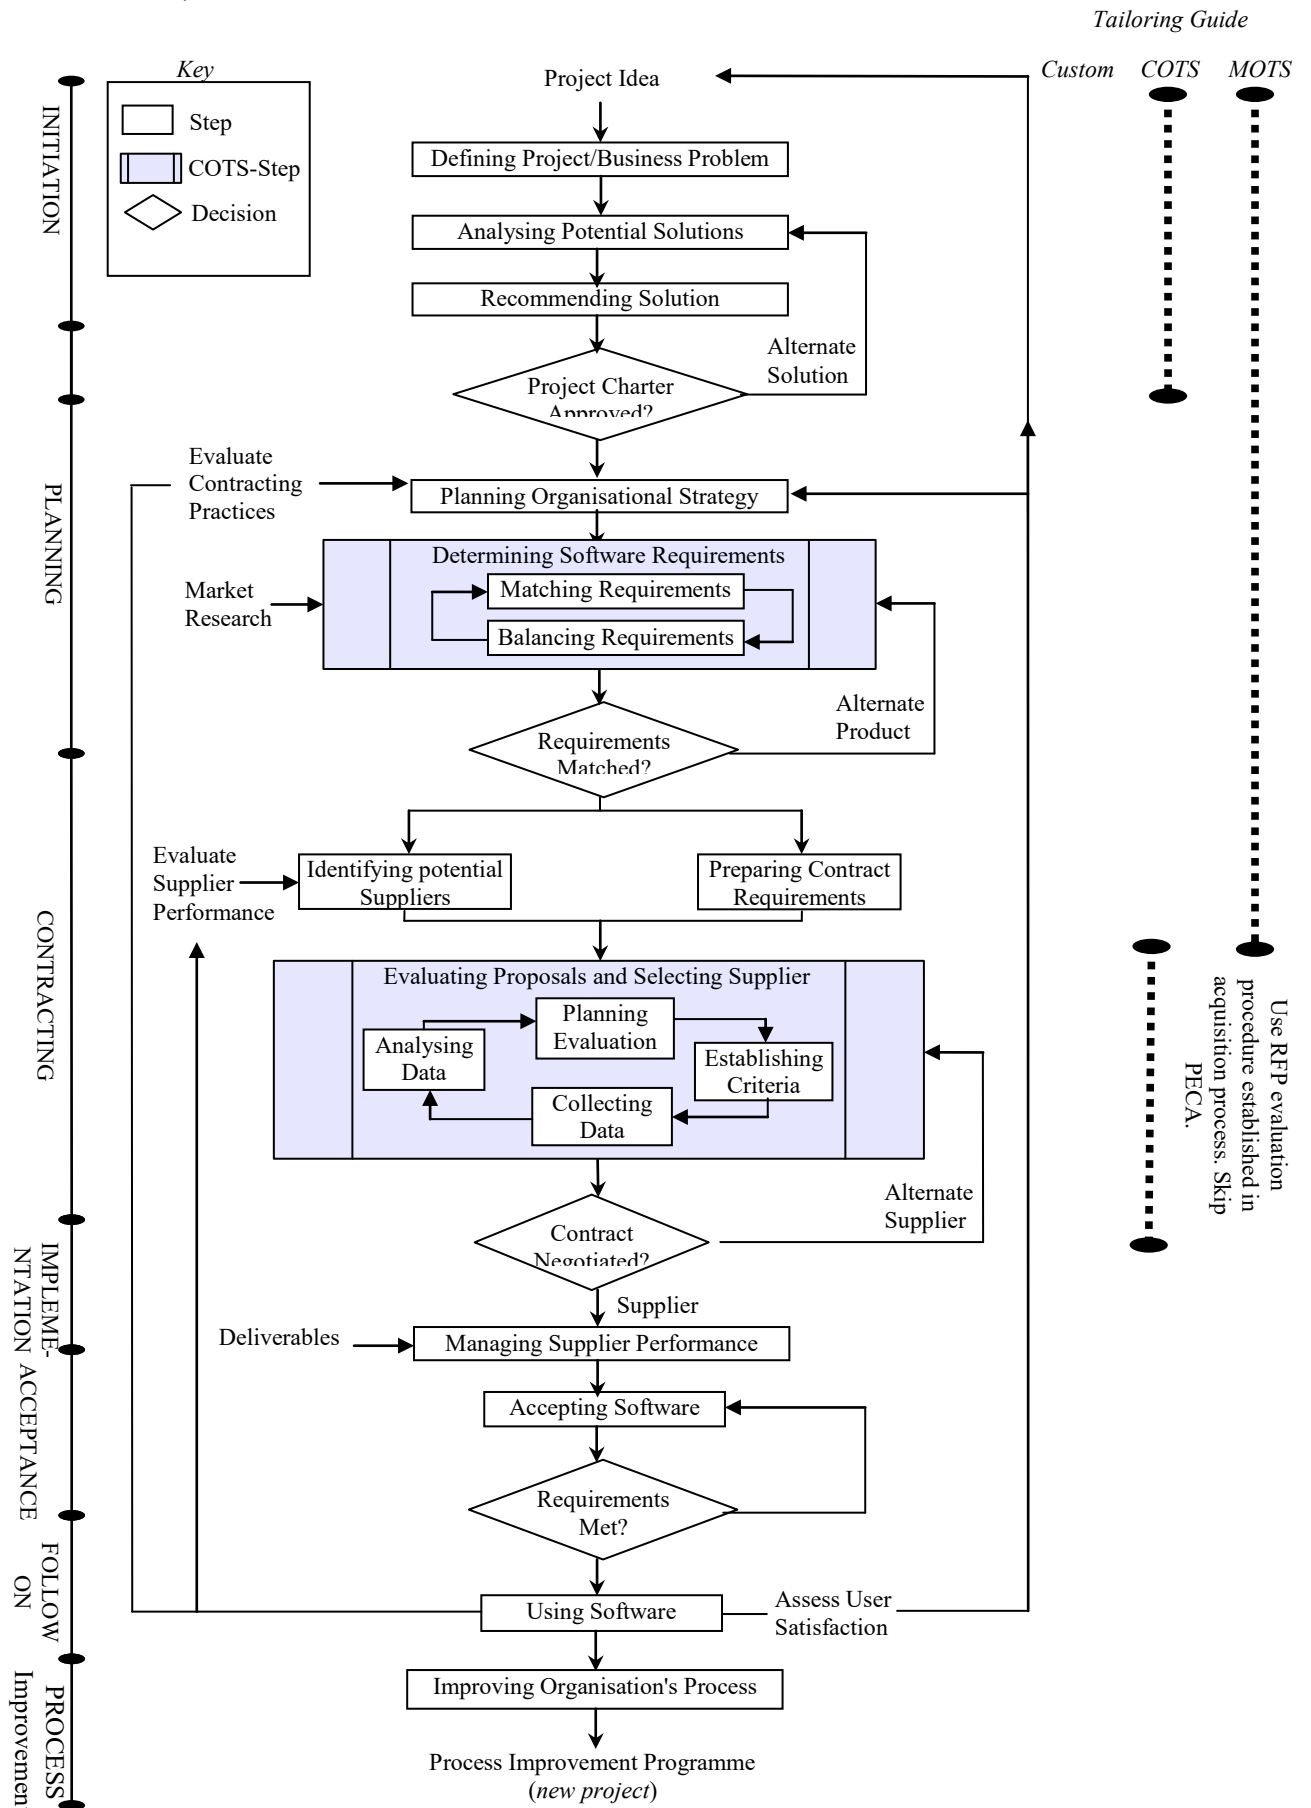 Tailoring Guide
Key
Project Idea
Custom
COTS
MOTS
Step
COTS-Step
Decision
INITIATION
Defining Project/Business Problem
Analysing Potential Solutions
Recommending Solution
Alternate
Solution
Project Charter
Approved?
PLANNING
Evaluate
Contracting
Practices
Planning Organisational Strategy
Determining Software Requirements
Matching Requirements
Balancing Requirements
Market
Research
Alternate
Product
Requirements
Matched?
CONTRACTING
Evaluate
Supplier
Performance
Identifying potential
Suppliers
Preparing Contract
Requirements
Evaluating Proposals and Selecting Supplier
Planning
Evaluation
Analysing
Data
Establishing
Criteria
Collecting
Data
Use RFP evaluation
procedure established in
acquisition process. Skip
PECA.
Alternate
Supplier
Contract
Negotiated?
IMPLEME-
NTATION
Supplier
Deliverables
Managing Supplier Performance
ACCEPTANCE
Accepting Software
Requirements
Met?
FOLLOW
ON
Using Software
Assess User
Satisfaction
PROCESS
Improvemen
Improving Organisation's Process
Process Improvement Programme
(new project)